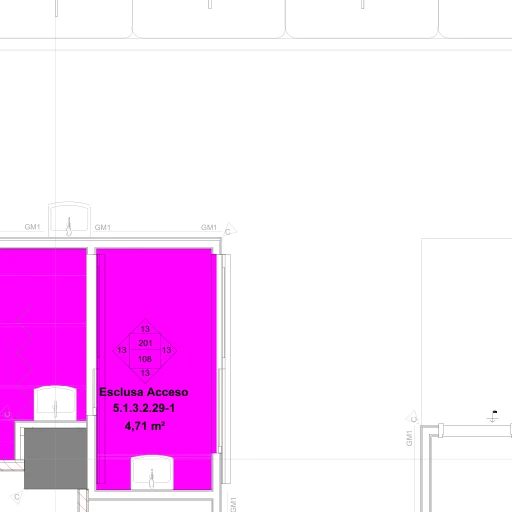 GM1
GM1
GM1
C
13
201
13
13
108
13
Esclusa Acceso
5.1.3.2.29-1
4,71 m²
C
C
GM1
C
GM1